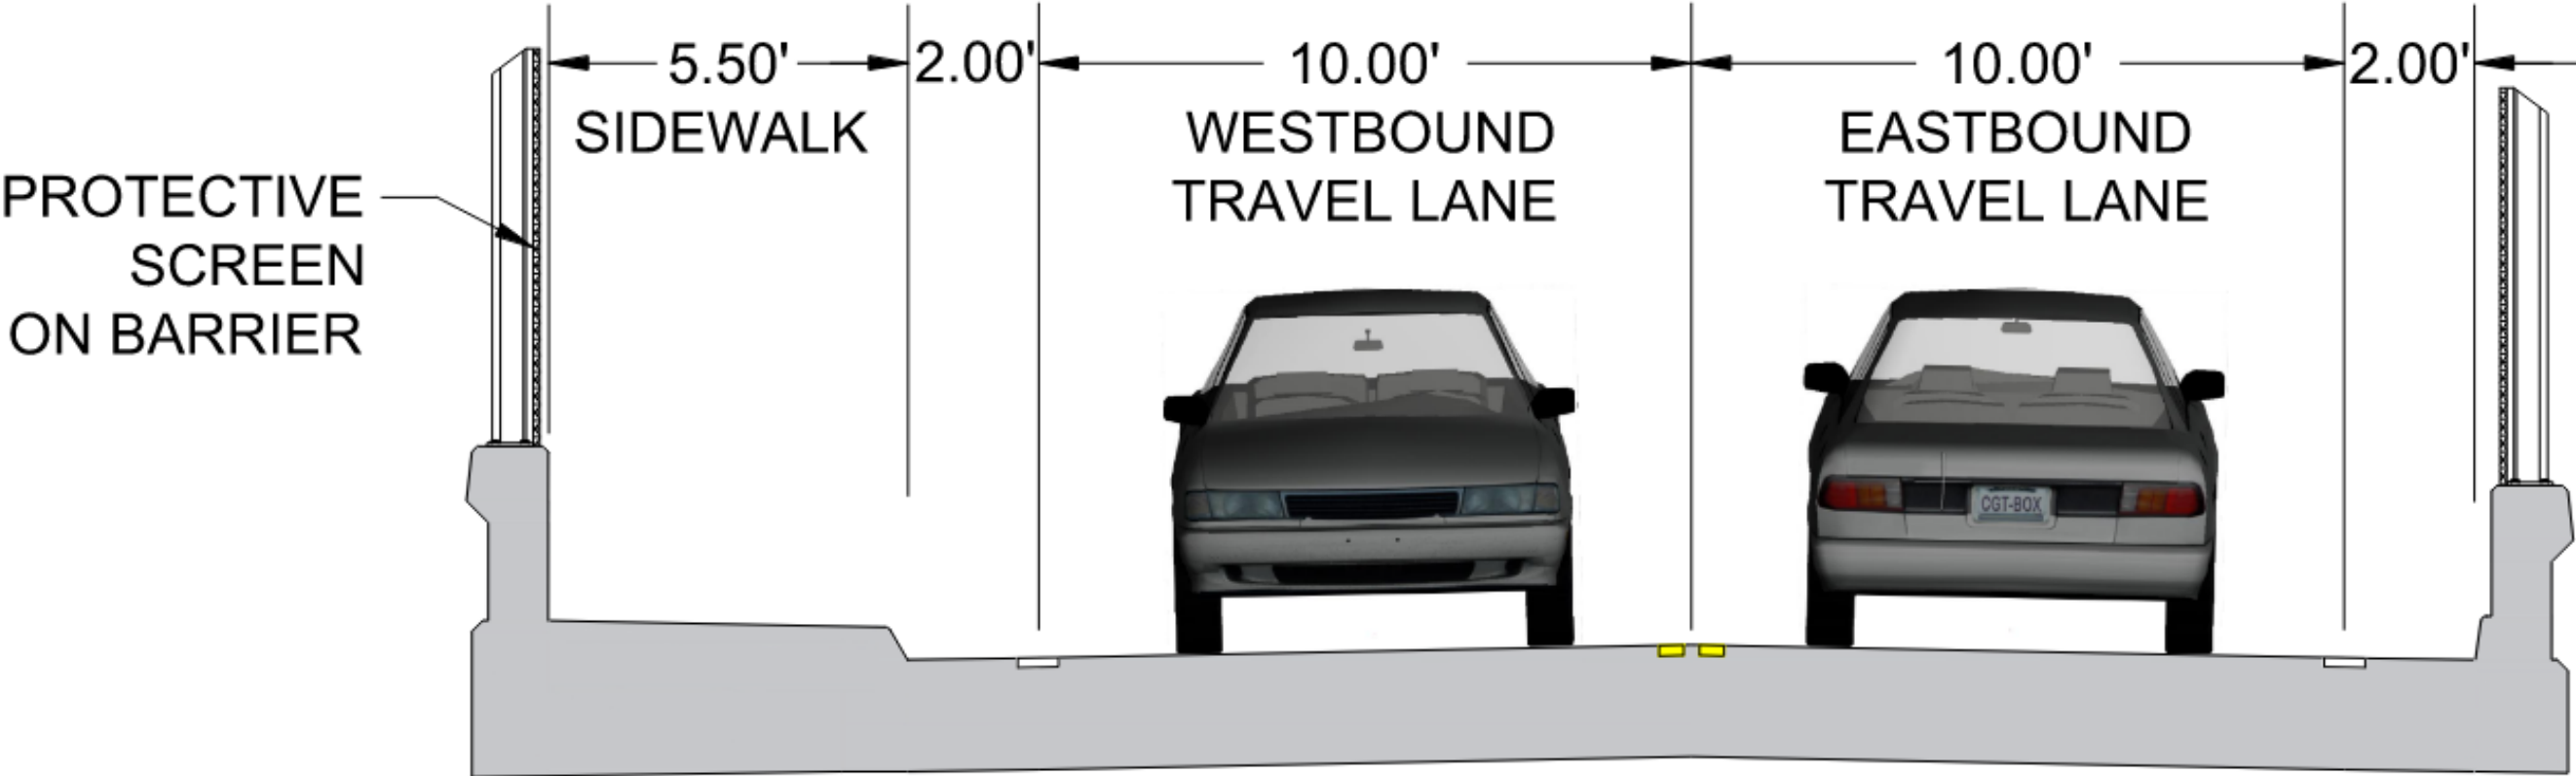 5.50'
SIDEWALK
2.00'
10.00'
WESTBOUND
TRAVEL LANE
10.00'
EASTBOUND
TRAVEL LANE
2.00'
PROTECTIVE
SCREEN
ON BARRIER
CGT-BOX